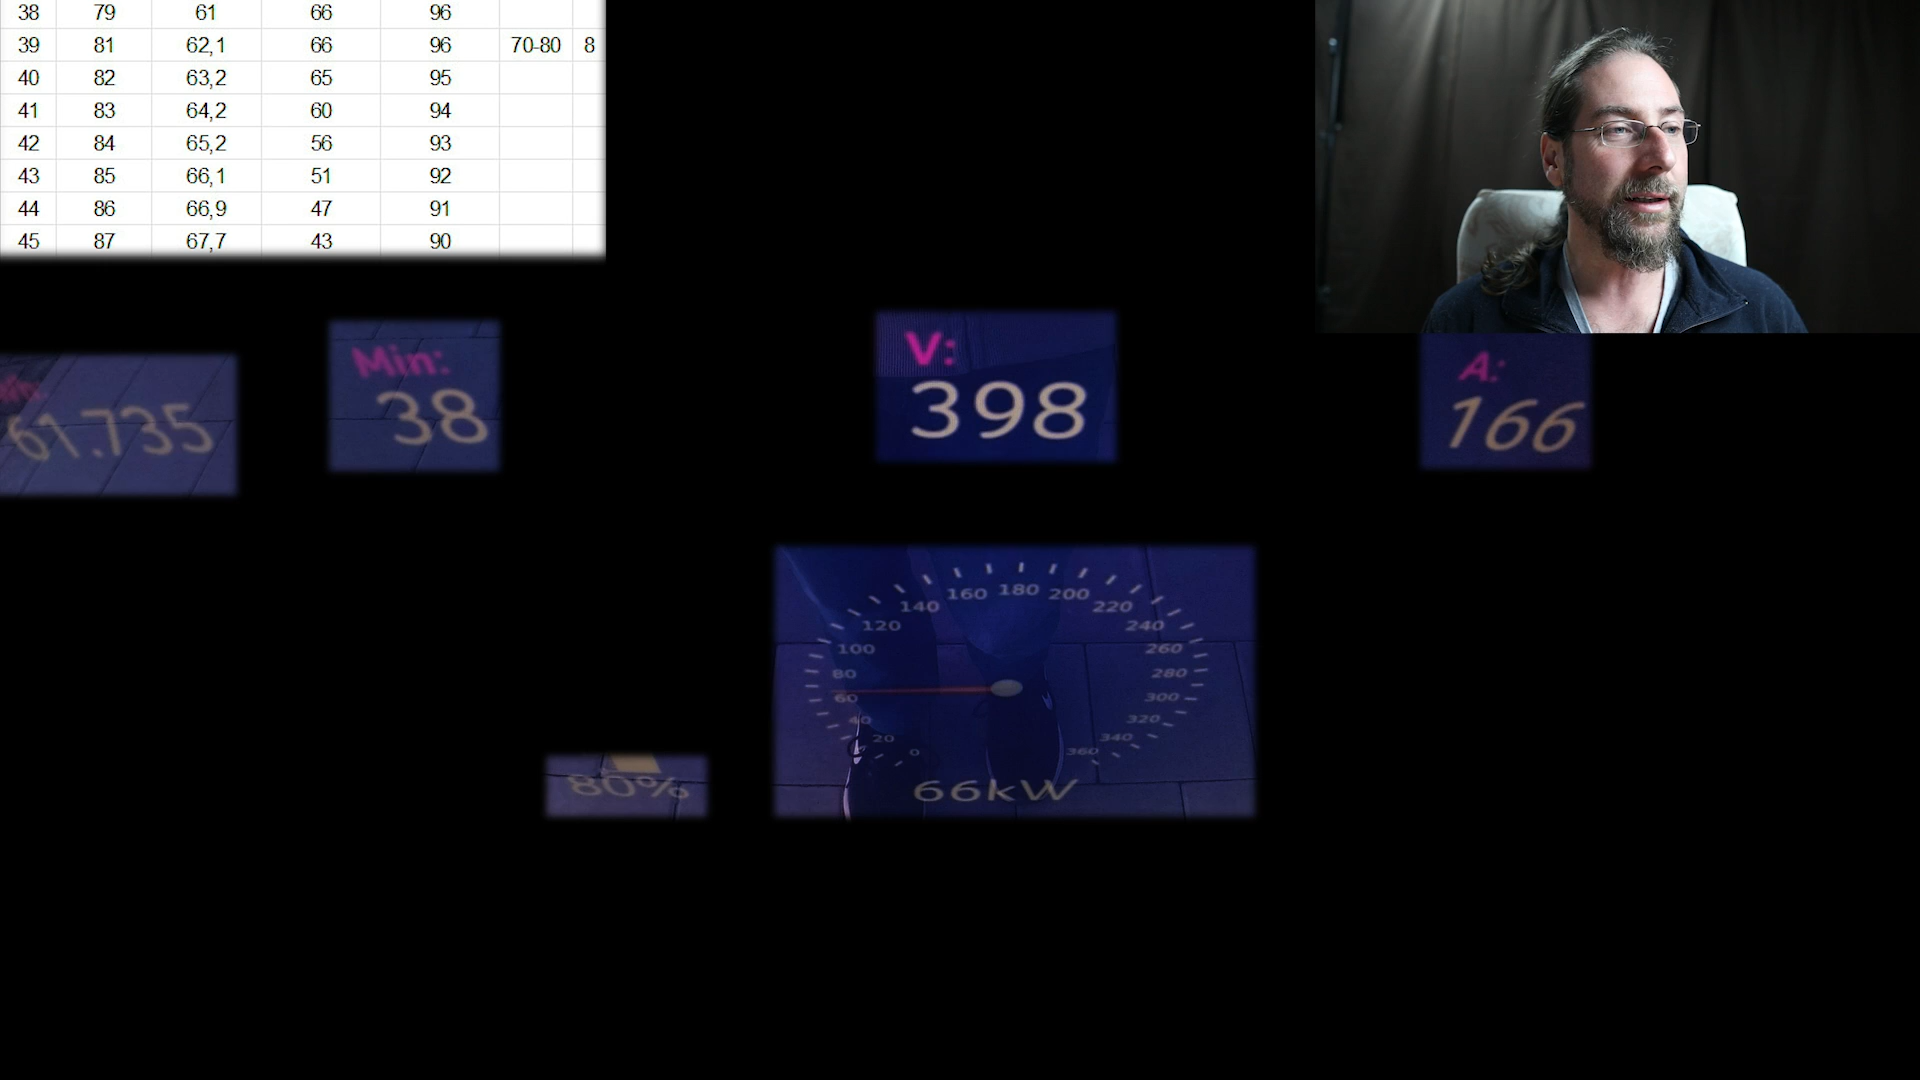 38 79 61 66 96
39 81 62,1 66 96 70-80 8
40 82 63,2 65 95
41 83 64,2 60 94
42 84 65,2 56 93
43 85 66,1 51 92
44 86 66,9 47 91
45 87 67,7 43 90
61.735
Min:
38
V:
398
A:
166
160 180 200
140 220
120 240
100 260
80 280
60 300
40 320
20 340
0 360
66kW
80%